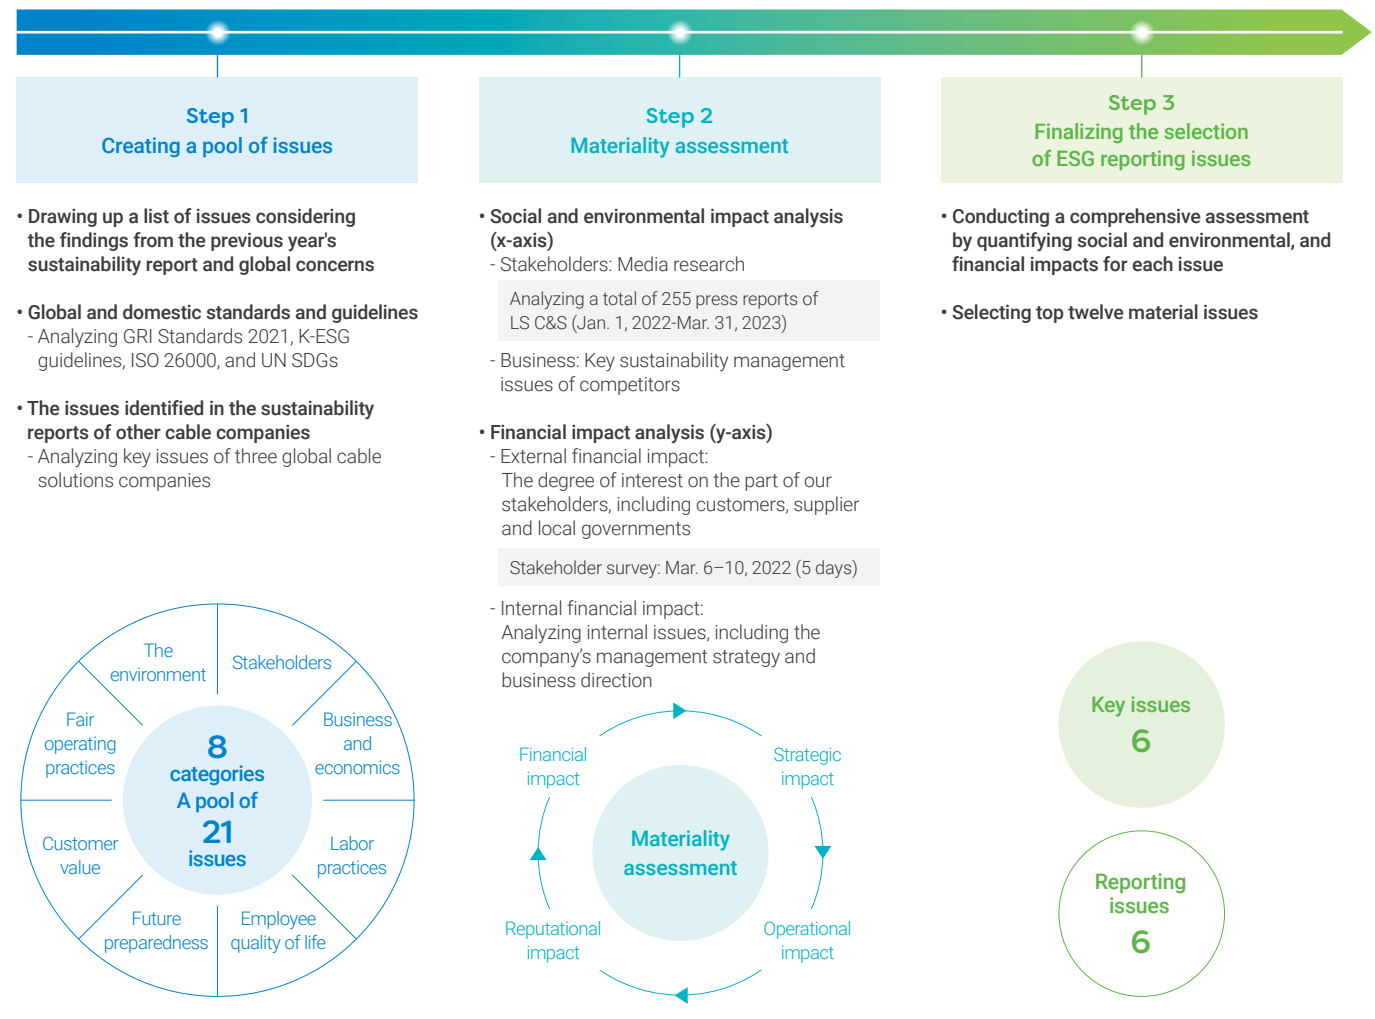 Step 1
Creating a pool of issues
• Drawing up a list of issues considering
the findings from the previous year's
sustainability report and global concerns
• Global and domestic standards and guidelines
- Analyzing GRI Standards 2021, K-ESG
guidelines, ISO 26000, and UN SDGs
• The issues identified in the sustainability
reports of other cable companies
- Analyzing key issues of three global cable
solutions companies
The
environment
Stakeholders
Business
and
economics
Labor
practices
Employee
quality of life
Future
preparedness
Customer
value
Fair
operating
practices
8
categories
A pool of
21
issues
Step 2
Materiality assessment
• Social and environmental impact analysis
(x-axis)
- Stakeholders: Media research
Analyzing a total of 255 press reports of
LS C&S (Jan. 1, 2022-Mar. 31, 2023)
- Business: Key sustainability management
issues of competitors
• Financial impact analysis (y-axis)
- External financial impact:
The degree of interest on the part of our
stakeholders, including customers, supplier
and local governments
Stakeholder survey: Mar. 6–10, 2022 (5 days)
- Internal financial impact:
Analyzing internal issues, including the
company’s management strategy and
business direction
Financial
impact
Strategic
impact
Materiality
assessment
Reputational
impact
Operational
impact
Step 3
Finalizing the selection
of ESG reporting issues
• Conducting a comprehensive assessment
by quantifying social and environmental, and
financial impacts for each issue
• Selecting top twelve material issues
Key issues
6
Reporting
issues
6